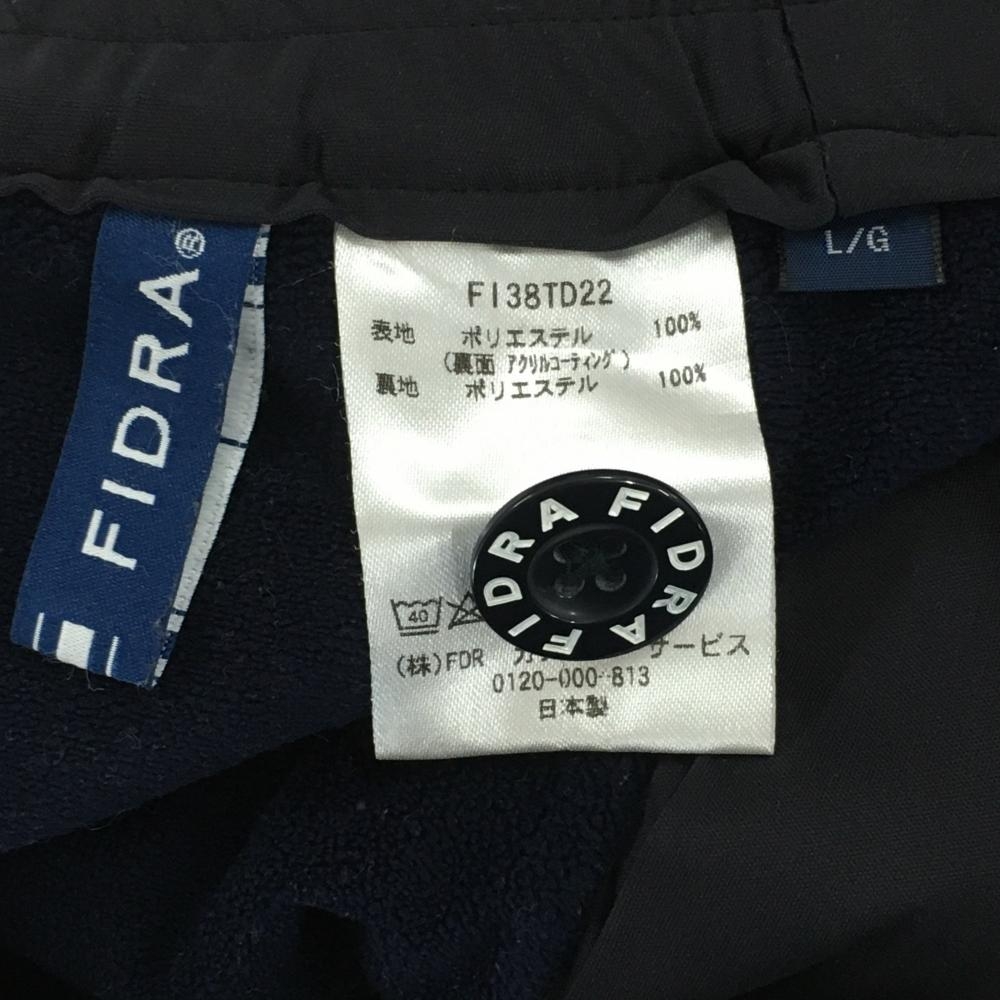 FIDRA®
FI38TD22
表地 ポリエステル 100%
(裏面 アクリルコーティング)
裏地 ポリエステル 100%
L/G
FIDRA FIDRA
40
(株)FDR サービス
0120-000-813
日本製